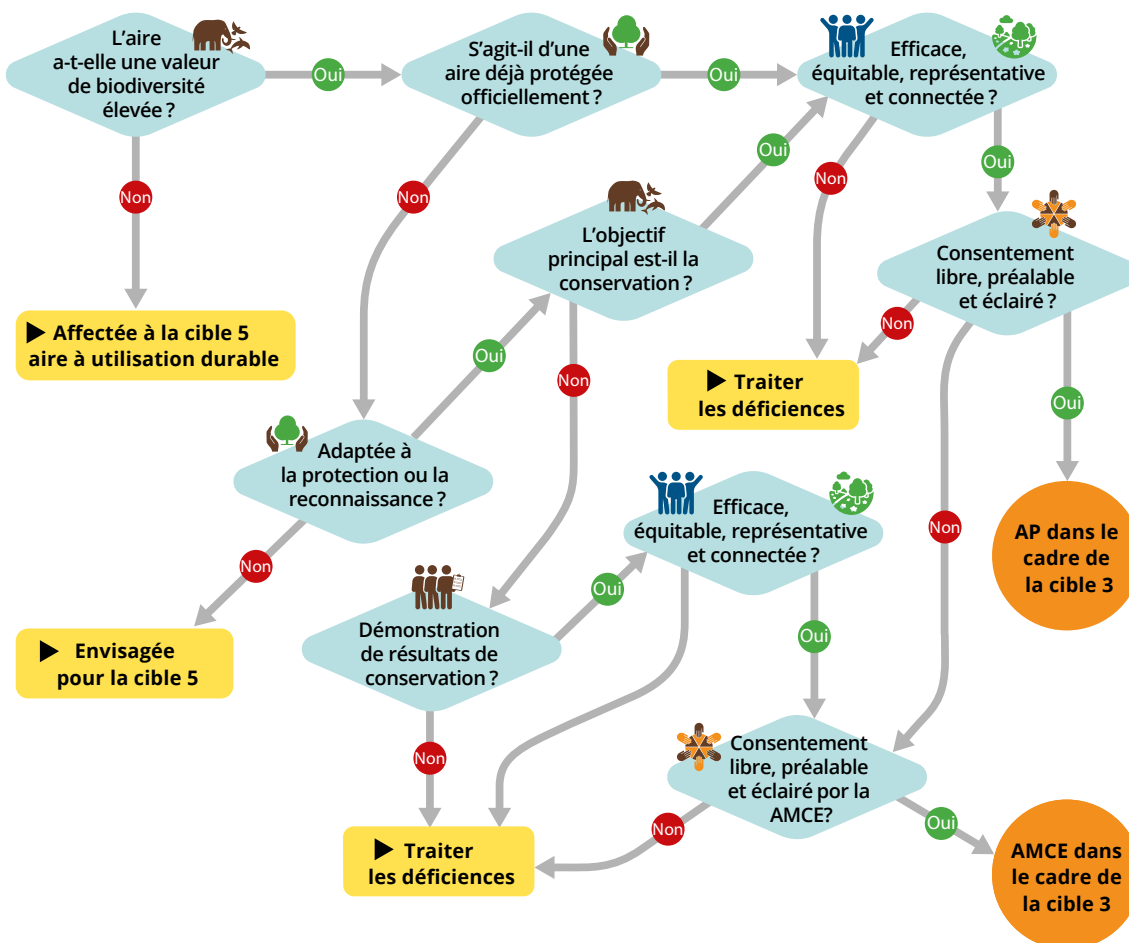 L'aire
a-t-elle une valeur
de biodiversité
élevée ?
Oui
S'agit-il d'une
aire déjà protégée
officiellement ?
Oui
Efficace,
équitable, représentative
et connectée ?
Non
Non
Oui
Non
Oui
L'objectif
principal est-il la
conservation ?
Consentement
libre, préalable
et éclairé ?
▶ Affectée à la cible 5
aire à utilisation durable
Oui
Non
Non
▶ Traiter
les déficiences
Oui
Adaptée à
la protection ou la
reconnaissance ?
Efficace,
équitable, représentative
et connectée ?
Non
AP dans le
cadre de
la cible 3
Non
Oui
▶ Envisagée
pour la cible 5
Démonstration
de résultats de
conservation ?
Oui
Non
Consentement
libre, préalable
et éclairé por la
AMCE?
Non
Oui
▶ Traiter
les déficiences
AMCE dans
le cadre de
la cible 3